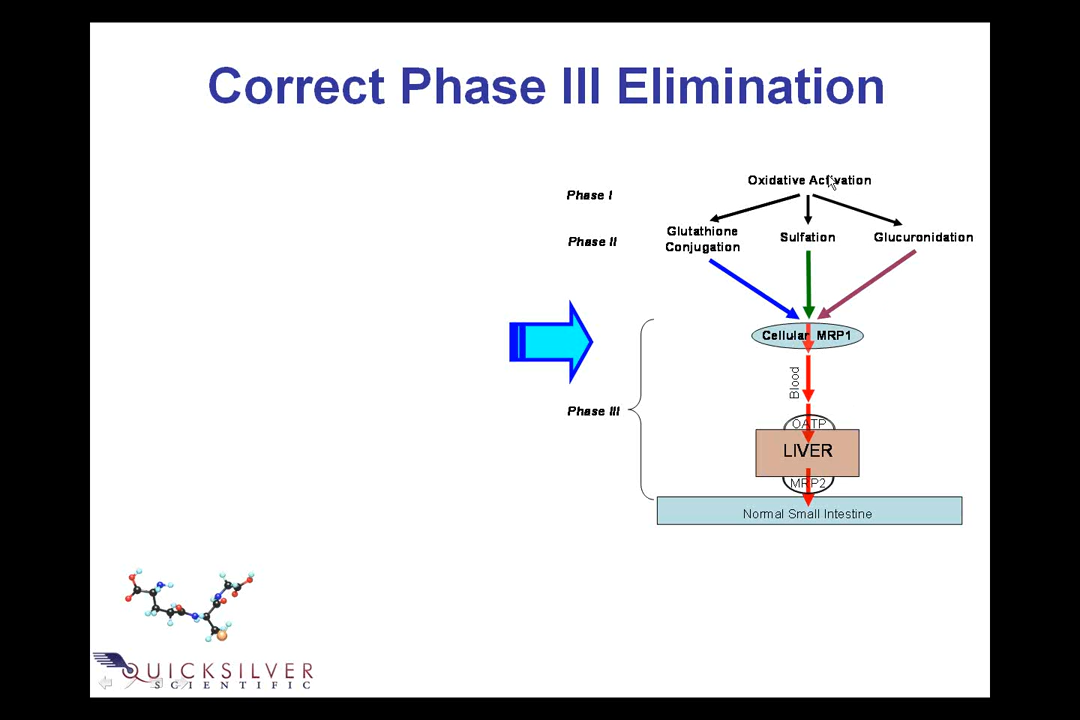 Correct Phase III Elimination
Oxidative Activation
Phase I
Glutathione
Conjugation
Phase II
Sulfation
Glucuronidation
Cellular MRP1
Blood
Phase III
OATP
LIVER
MRP2
Normal Small Intestine
QUICKSILVER
SCIENTIFIC